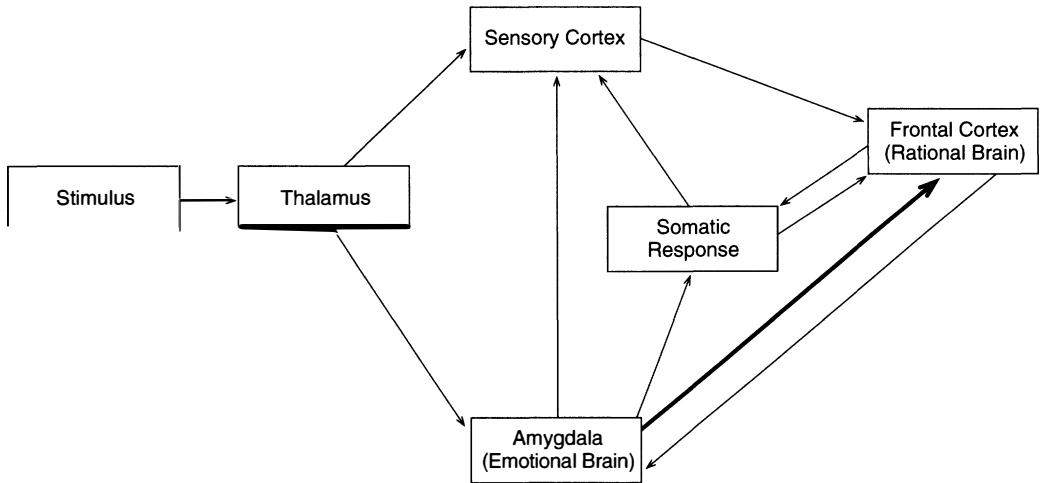 Sensory Cortex
Frontal Cortex
(Rational Brain)
Stimulus
Thalamus
Somatic
Response
Amygdala
(Emotional Brain)